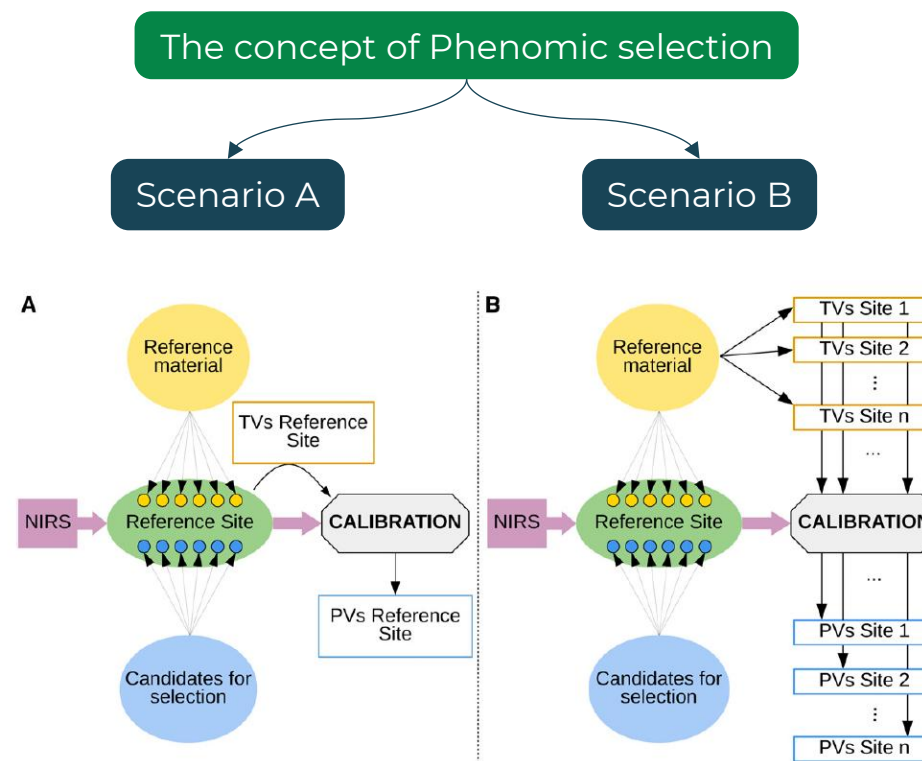 The concept of Phenomic selection
Scenario A
Scenario B
A
Reference
material
TVs Reference
Site
NIRS
Reference Site
CALIBRATION
PVs Reference
Site
Candidates for
selection
B
Reference
material
TVs Site 1
TVs Site 2
⋮
TVs Site n
...
NIRS
Reference Site
CALIBRATION
...
PVs Site 1
PVs Site 2
⋮
PVs Site n
Candidates for
selection